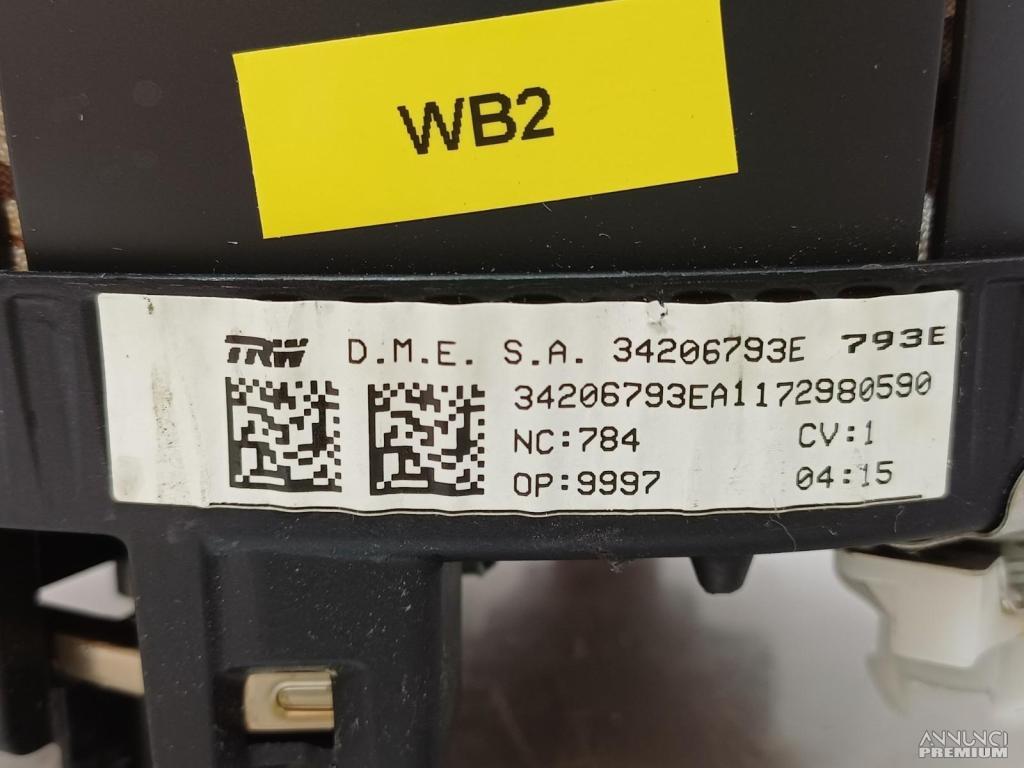 WB2
TRW D.M.E. S.A. 34206793E 793E
34206793EA1172980590
NC:784 CV:1
OP:9997 04:15
ANNUNCI
PREMIUM